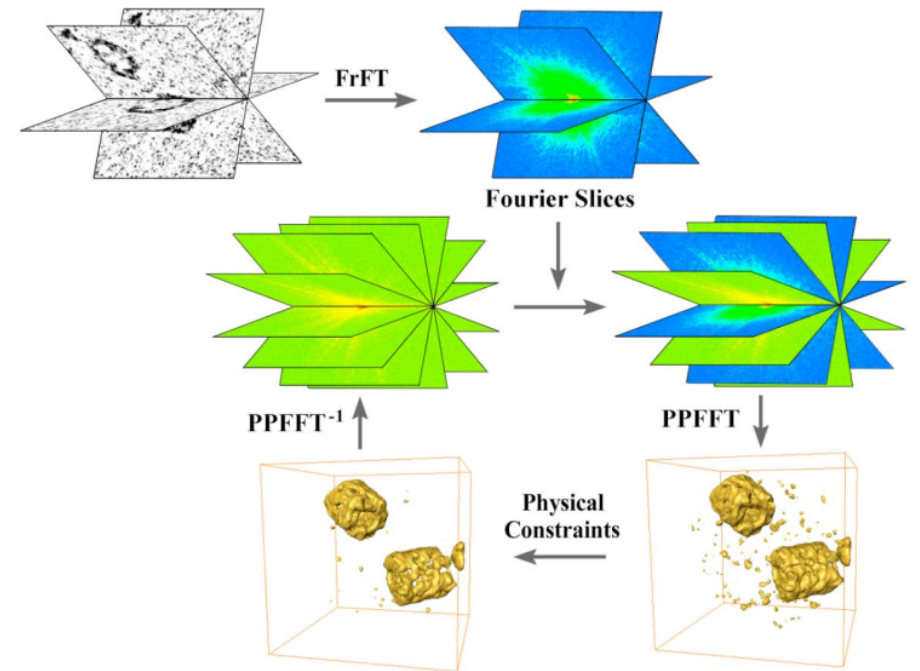 FrFT
Fourier Slices
PPFFT⁻¹
PPFFT
Physical
Constraints